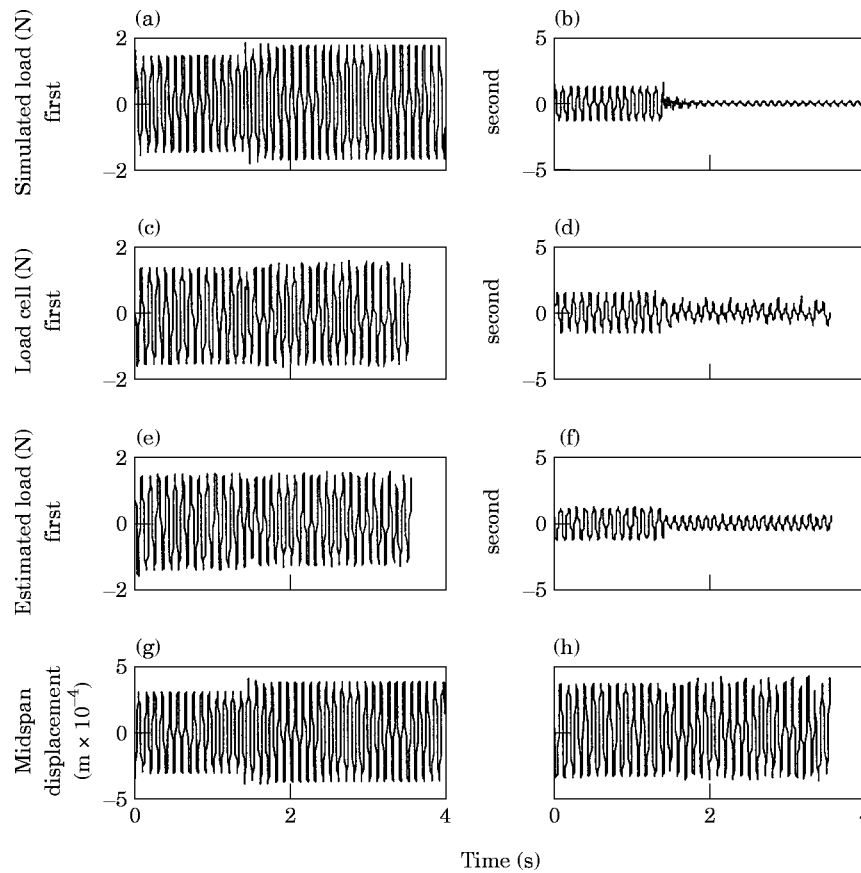 (a)
(b)
Simulated load (N)
first
2
0
−2
second
5
0
−5
(c)
(d)
Load cell (N)
first
2
0
−2
second
5
0
−5
(e)
(f)
Estimated load (N)
first
2
0
−2
second
5
0
−5
(g)
(h)
Midspan
displacement
(m × 10⁻⁴)
5
0
−5
0
2
4
0
2
4
Time (s)